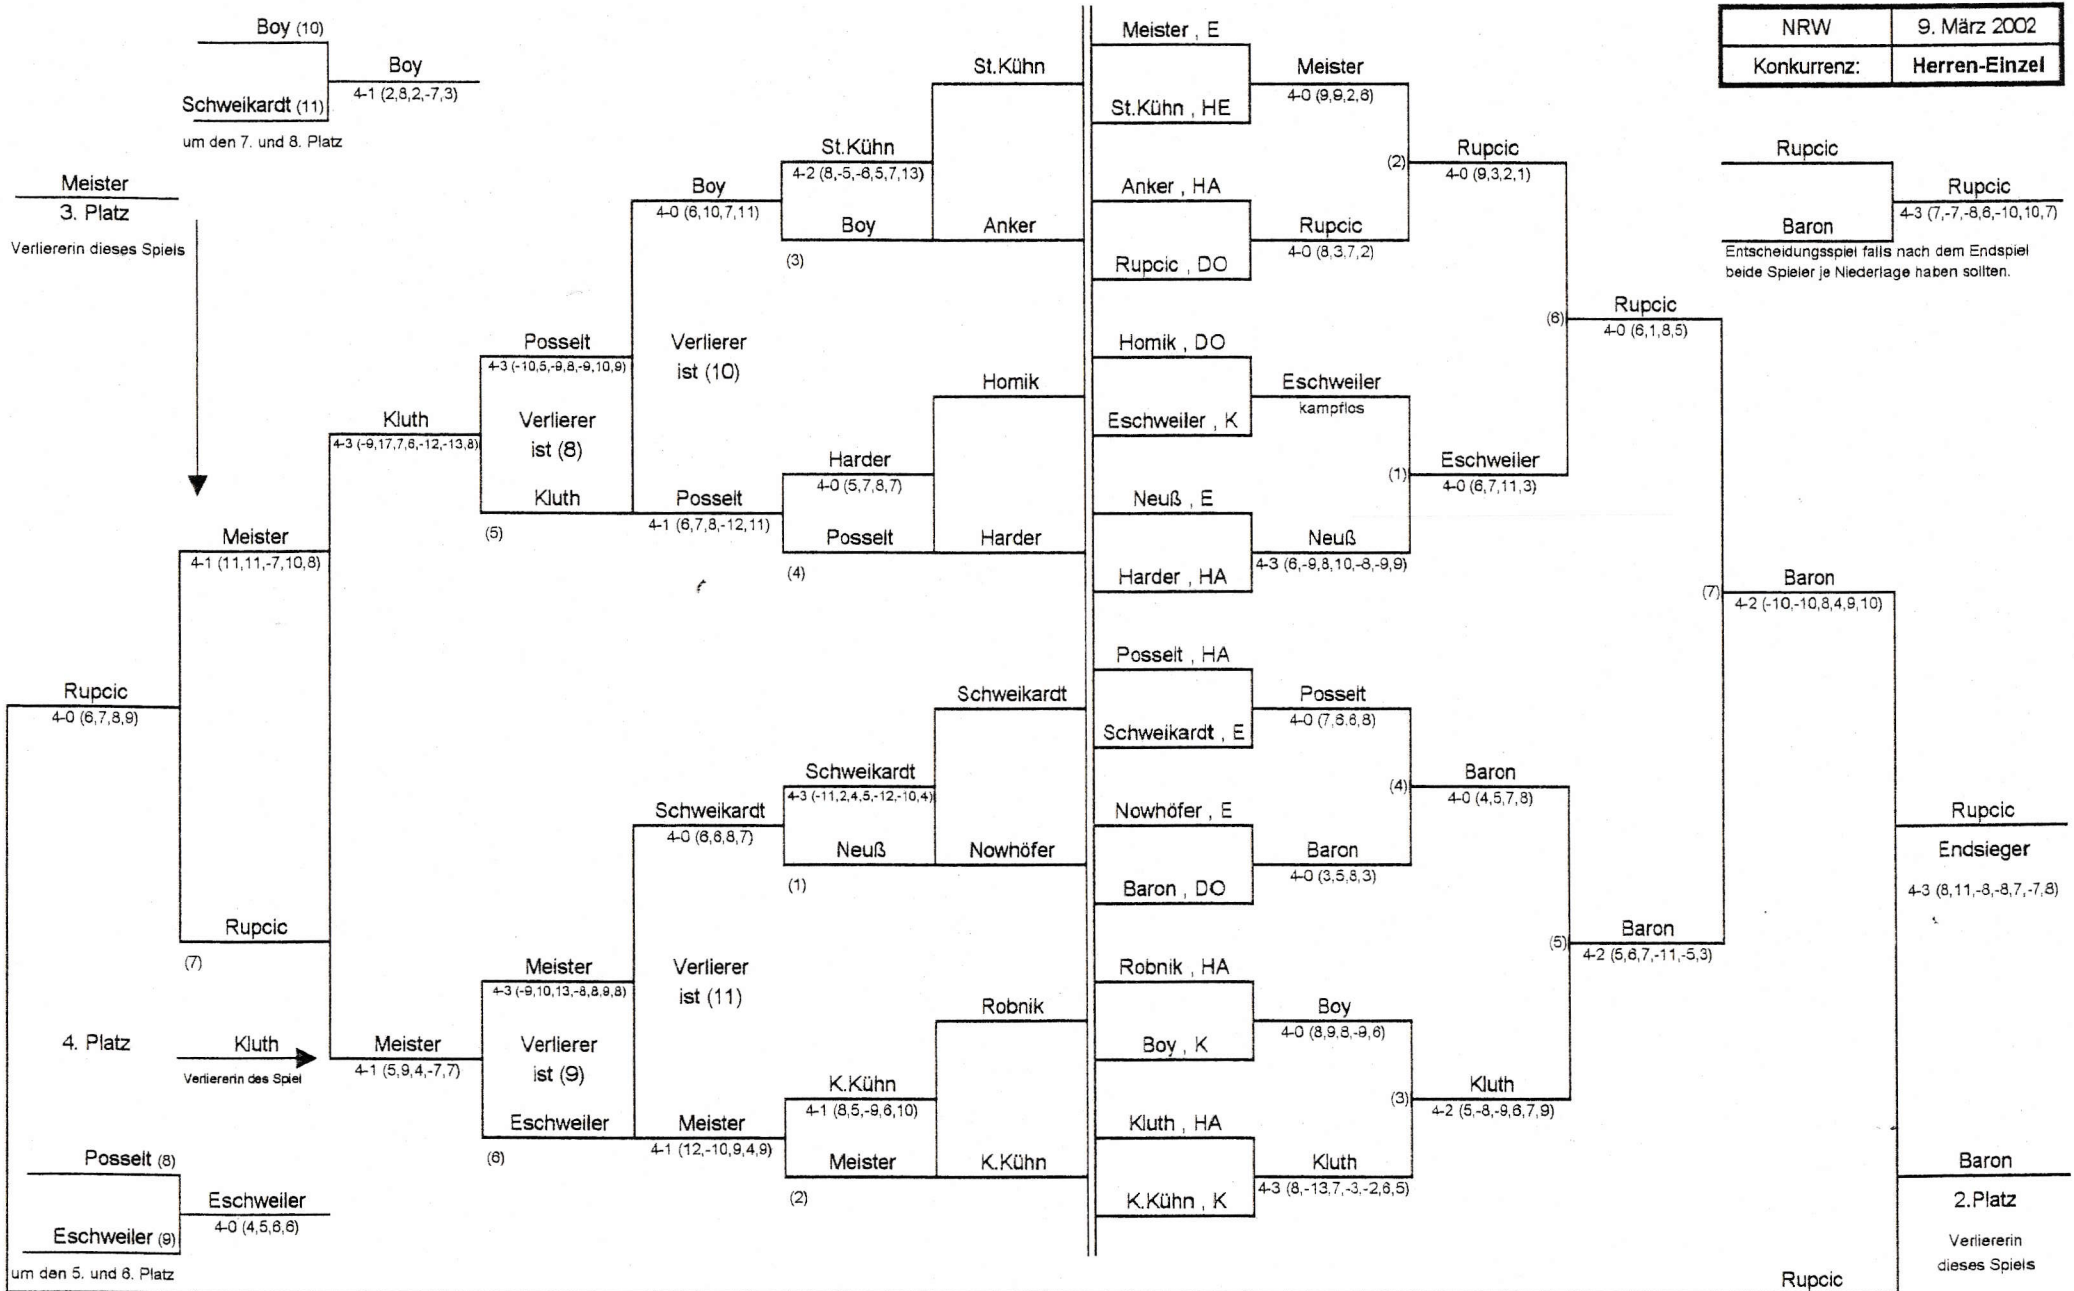 NRW 9. März 2002
Konkurrenz: Herren-Einzel
Boy (10)
Boy
4-1 (2,8,2,-7,3)
Schweikardt (11)
um den 7. und 8. Platz
Meister
3. Platz
Verliererin dieses Spiels
Rupcic
4-0 (6,7,8,9)
Meister
4-1 (11,11,-7,10,8)
Rupcic
(7)
4. Platz
Kluth
Verliererin des Spiel
Posselt (8)
Eschweiler
4-0 (4,5,6,6)
Eschweiler (9)
um den 5. und 6. Platz
Kluth
4-3 (-9,17,7,6,-12,-13,8)
Meister
4-1 (5,9,4,-7,7)
Posselt
4-3 (-10,5,-9,8,-9,10,9)
Verlierer
ist (8)
Kluth
(5)
Meister
4-3 (-9,10,13,-8,8,9,8)
Verlierer
ist (9)
Eschweiler
(6)
Boy
4-0 (6,10,7,11)
Verlierer
ist (10)
Posselt
4-1 (6,7,8,-12,11)
Schweikardt
4-0 (6,6,8,7)
Verlierer
ist (11)
Meister
4-1 (12,-10,9,4,9)
St.Kühn
4-2 (8,-5,-6,5,7,13)
Boy
(3)
Harder
4-0 (5,7,8,7)
Posselt
(4)
Schweikardt
4-3 (-11,2,4,5,-12,-10,4)
Neuß
(1)
K.Kühn
4-1 (8,5,-9,6,10)
Meister
(2)
St.Kühn
Anker
Homik
Harder
Schweikardt
Nowhöfer
Robnik
K.Kühn
Meister , E
St.Kühn , HE
Anker , HA
Rupcic , DO
Homik , DO
Eschweiler , K
Neuß , E
Harder , HA
Posselt , HA
Schweikardt , E
Nowhöfer , E
Baron , DO
Robnik , HA
Boy , K
Kluth , HA
K.Kühn , K
Meister
4-0 (9,9,2,6)
Rupcic
4-0 (8,3,7,2)
Eschweiler
kampflos
Neuß
4-3 (6,-9,8,10,-8,-9,9)
Posselt
4-0 (7,6.6,8)
Baron
4-0 (3,5,8,3)
Boy
4-0 (8,9,8,-9,6)
Kluth
4-3 (8,-13,7,-3,-2,6,5)
(2)
Rupcic
4-0 (9,3,2,1)
(1)
Eschweiler
4-0 (6,7,11,3)
(4)
Baron
4-0 (4,5,7,8)
(3)
Kluth
4-2 (5,-8,-9,6,7,9)
(6)
Rupcic
4-0 (6,1,8,5)
(5)
Baron
4-2 (5,6,7,-11,-5,3)
(7)
Baron
4-2 (-10,-10,8,4,9,10)
Rupcic
Rupcic
4-3 (7,-7,-8,6,-10,10,7)
Baron
Entscheidungsspiel falls nach dem Endspiel
beide Spieler je Niederlage haben sollten.
Rupcic
Endsieger
4-3 (8,11,-8,-8,7,-7,8)
Baron
2.Platz
Verliererin
dieses Spiels
Rupcic